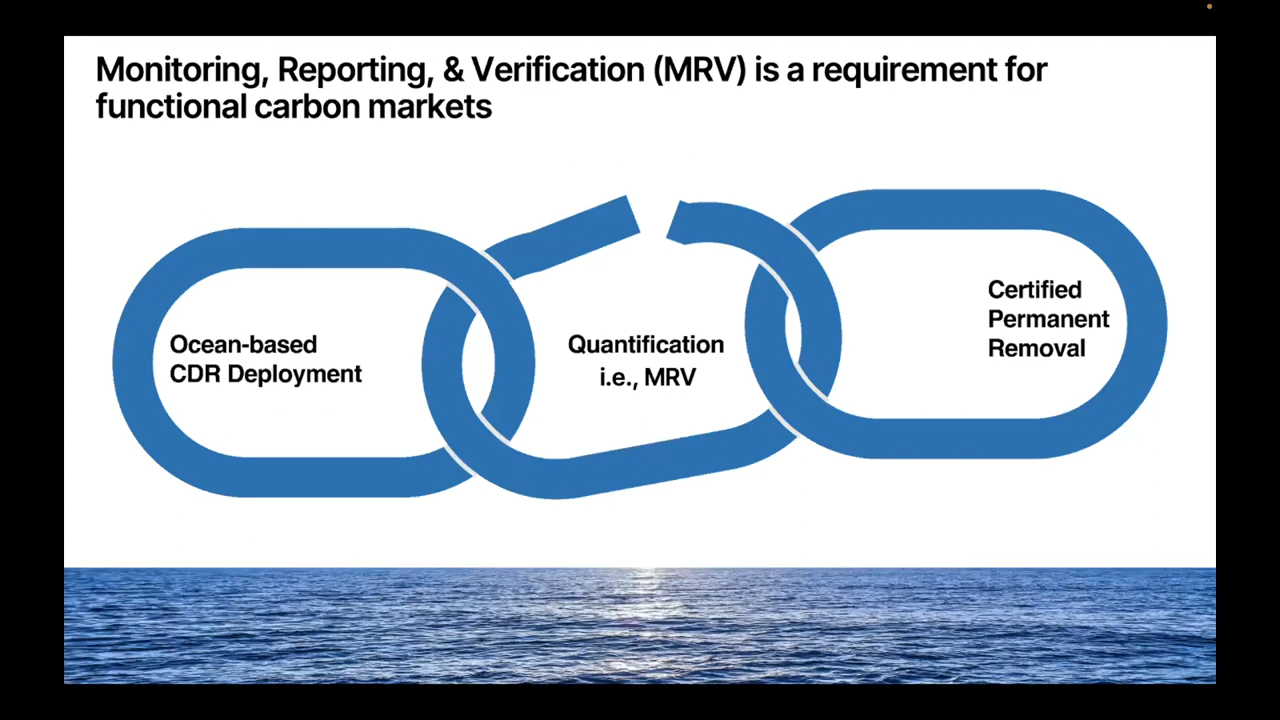 Monitoring, Reporting, & Verification (MRV) is a requirement for
functional carbon markets
Ocean-based
CDR Deployment
Quantification
i.e., MRV
Certified
Permanent
Removal